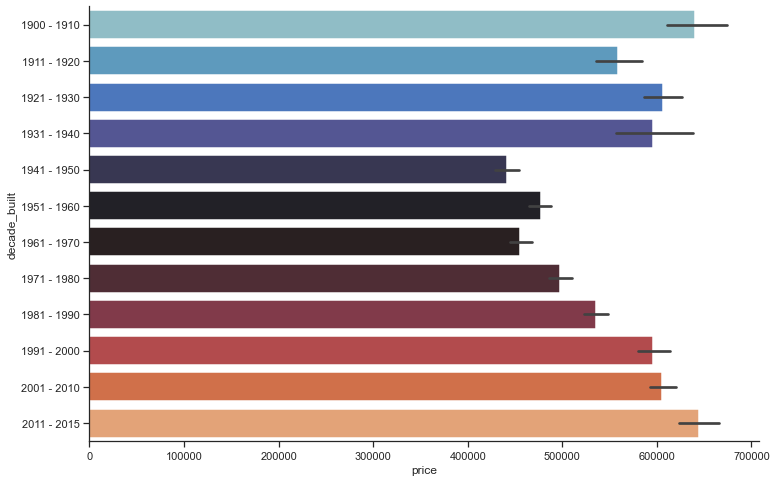 1900 - 1910
1911 - 1920
1921 - 1930
1931 - 1940
1941 - 1950
1951 - 1960
1961 - 1970
1971 - 1980
1981 - 1990
1991 - 2000
2001 - 2010
2011 - 2015
decade_built
0 100000 200000 300000 400000 500000 600000 700000
price